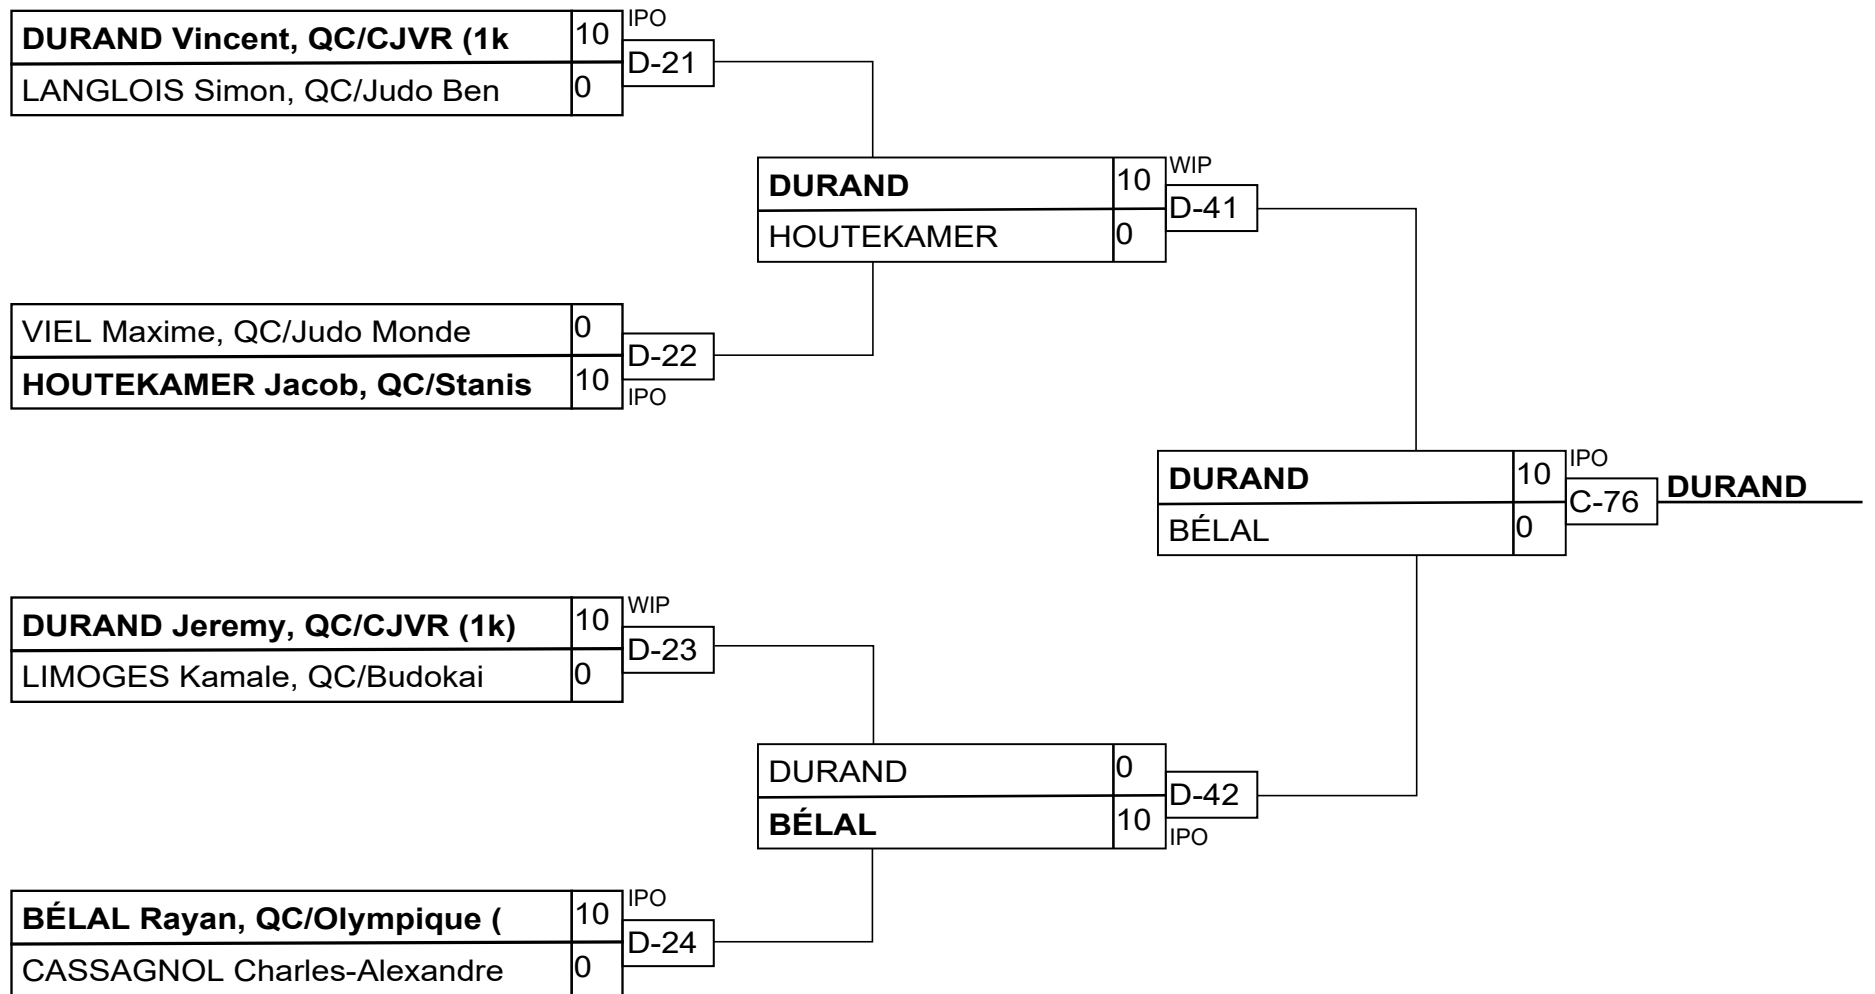 DURAND Vincent, QC/CJVR (1k 10 IPO
D-21
LANGLOIS Simon, QC/Judo Ben 0
DURAND 10 WIP
D-41
HOUTEKAMER 0
VIEL Maxime, QC/Judo Monde 0
D-22
HOUTEKAMER Jacob, QC/Stanis 10 IPO
DURAND 10 IPO
C-76 DURAND
BÉLAL 0
DURAND Jeremy, QC/CJVR (1k) 10 WIP
D-23
LIMOGES Kamale, QC/Budokai 0
DURAND 0
D-42
BÉLAL 10 IPO
BÉLAL Rayan, QC/Olympique ( 10 IPO
D-24
CASSAGNOL Charles-Alexandre 0